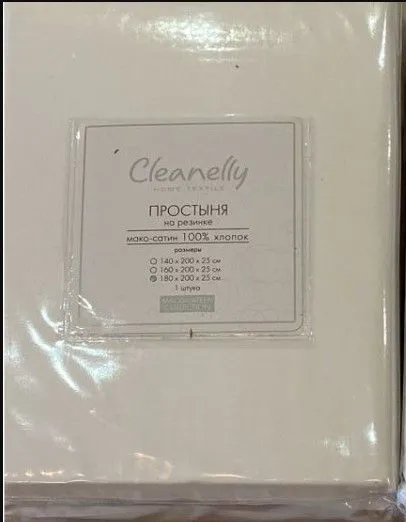 Cleanelly
HOME TEXTILE
ПРОСТЫНЯ
на резинке
мако-сатин 100% хлопок
размеры
140 x 200 x 25 см
160 x 200 x 25 см
180 x 200 x 25 см
1 штука
COLLECTION